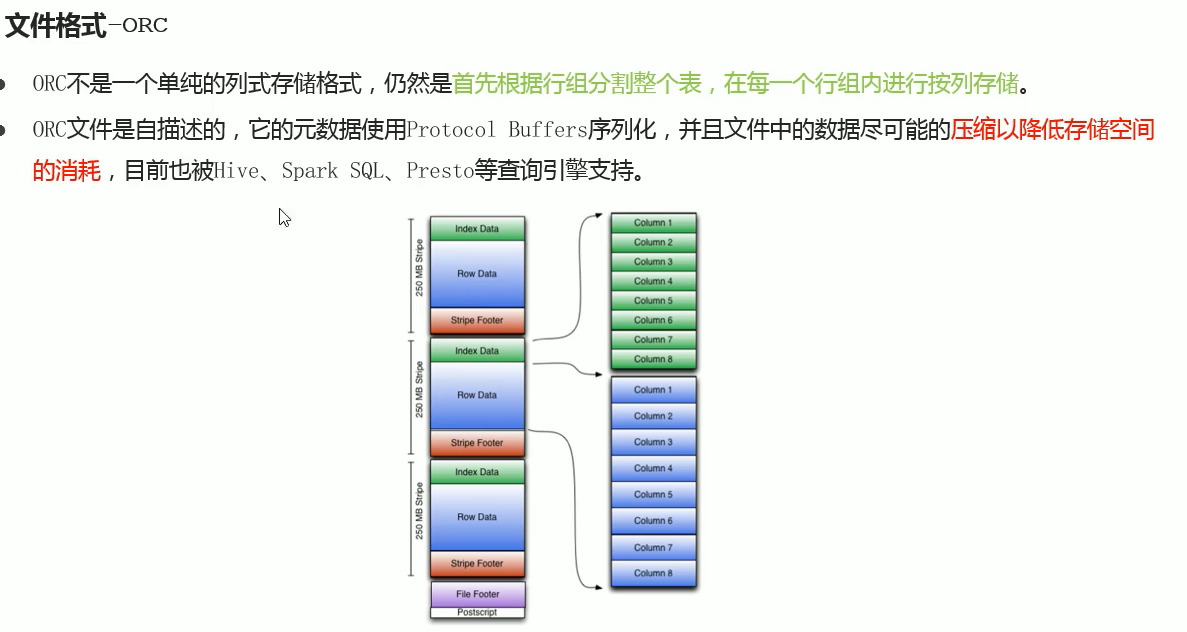 文件格式-ORC
ORC不是一个单纯的列式存储格式，仍然是首先根据行组分割整个表，在每一个行组内进行按列存储。
ORC文件是自描述的，它的元数据使用Protocol Buffers序列化，并且文件中的数据尽可能的压缩以降低存储空间
的消耗，目前也被Hive、Spark SQL、Presto等查询引擎支持。
250 MB Stripe
Index Data
Row Data
Stripe Footer
250 MB Stripe
Index Data
Row Data
Stripe Footer
250 MB Stripe
Index Data
Row Data
Stripe Footer
File Footer
Postscript
Column 1
Column 2
Column 3
Column 4
Column 5
Column 6
Column 7
Column 8
Column 1
Column 2
Column 3
Column 4
Column 5
Column 6
Column 7
Column 8